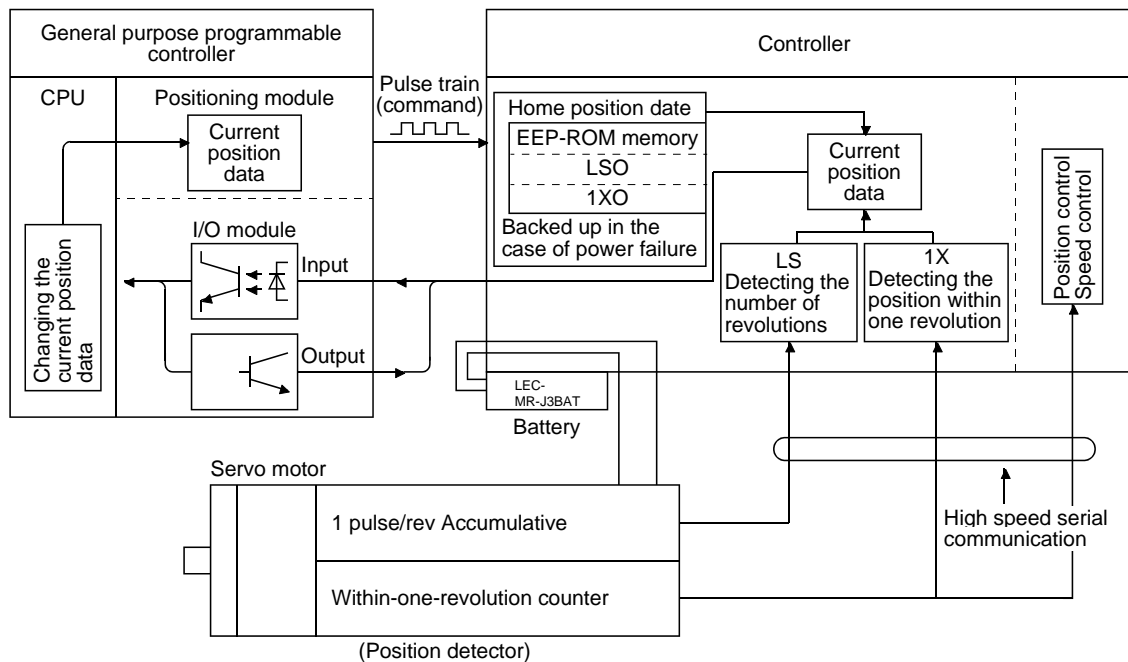 General purpose programmable
controller
CPU
Positioning module
Current
position
data
Changing the
current position
data
I/O module
Input
Output
Pulse train
(command)
Controller
Home position date
EEP-ROM memory
LSO
1XO
Backed up in the
case of power failure
Current
position
data
LS
Detecting the
number of
revolutions
1X
Detecting the
position within
one revolution
Position control
Speed control
LEC-
MR-J3BAT
Battery
Servo motor
1 pulse/rev Accumulative
Within-one-revolution counter
(Position detector)
High speed serial
communication